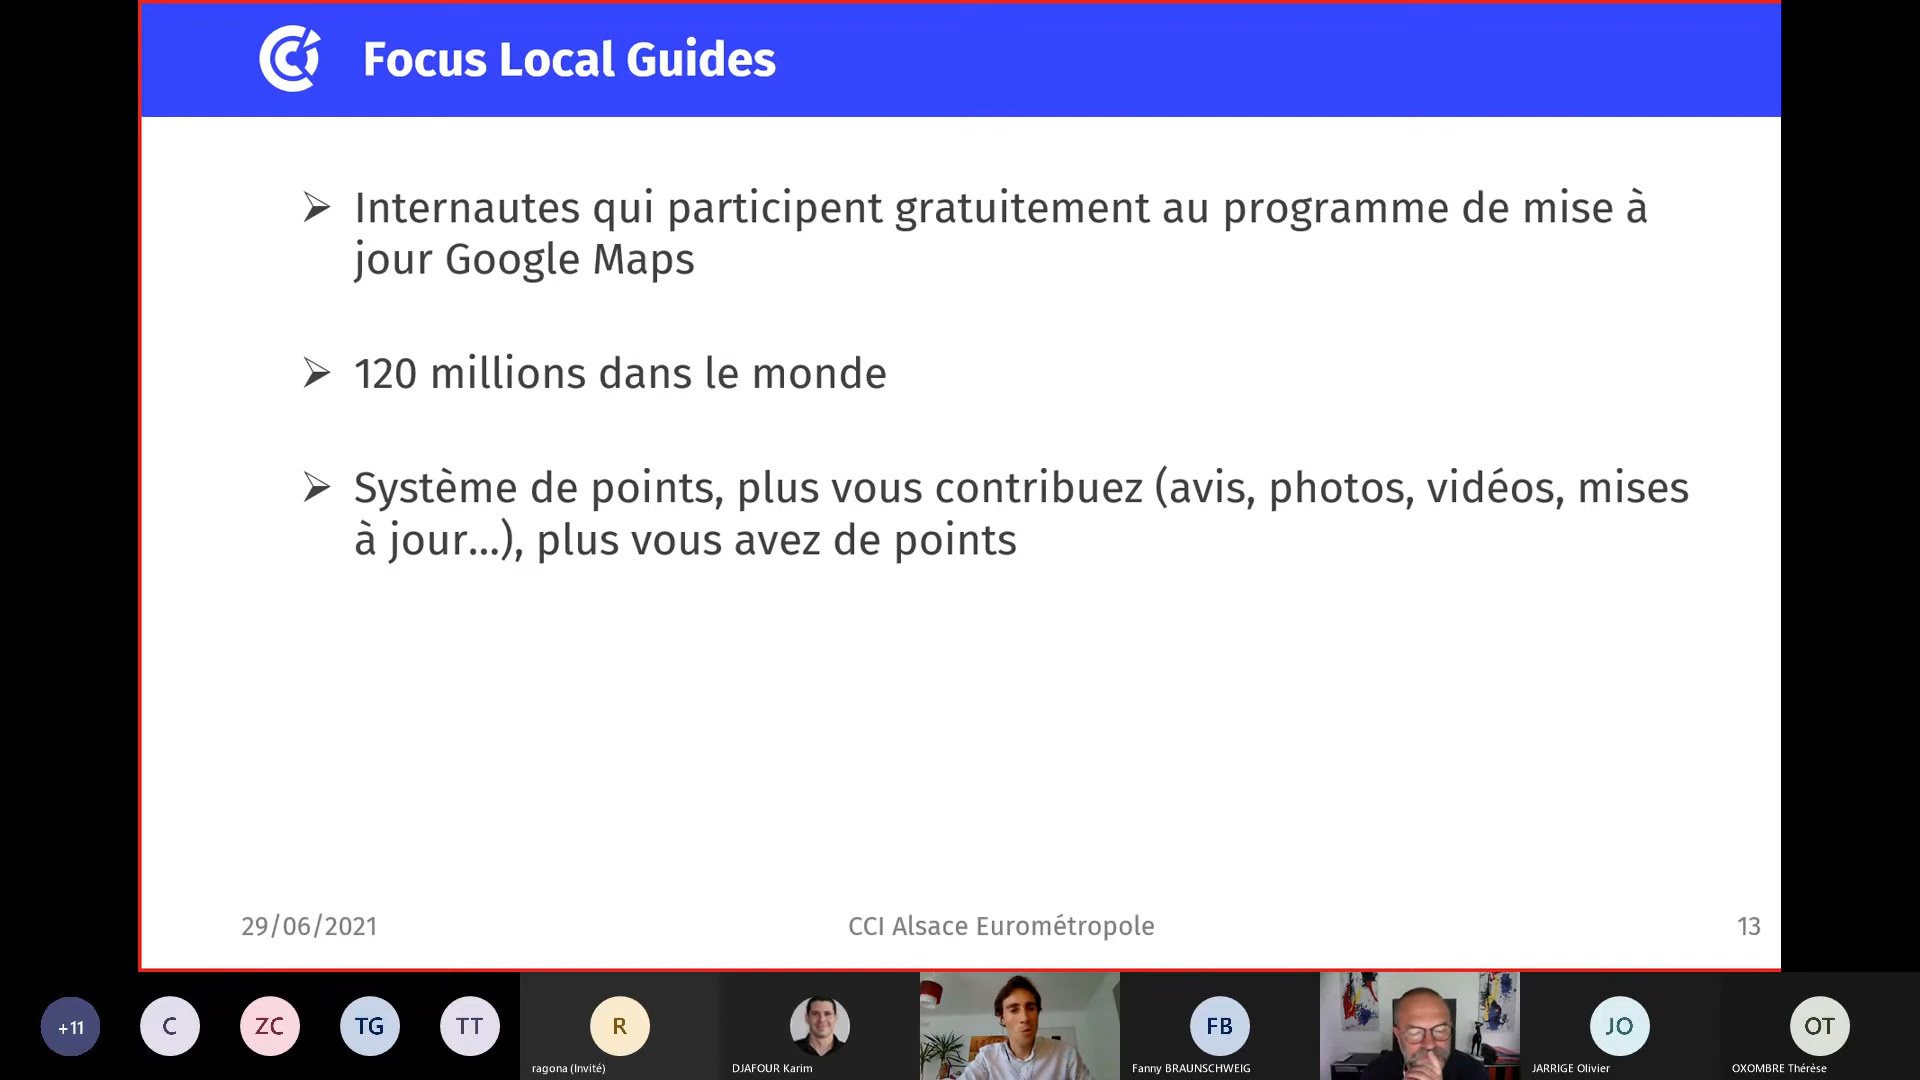 Focus Local Guides
Internautes qui participent gratuitement au programme de mise à
jour Google Maps
120 millions dans le monde
Système de points, plus vous contribuez (avis, photos, vidéos, mises
à jour...), plus vous avez de points
29/06/2021
CCI Alsace Eurométropole
13
+11
C
ZC
TG
TT
R
FB
JO
OT
ragona (Invité)
DJAFOUR Karim
Fanny BRAUNSCHWEIG
JARRIGE Olivier
OXOMBRE Thérèse